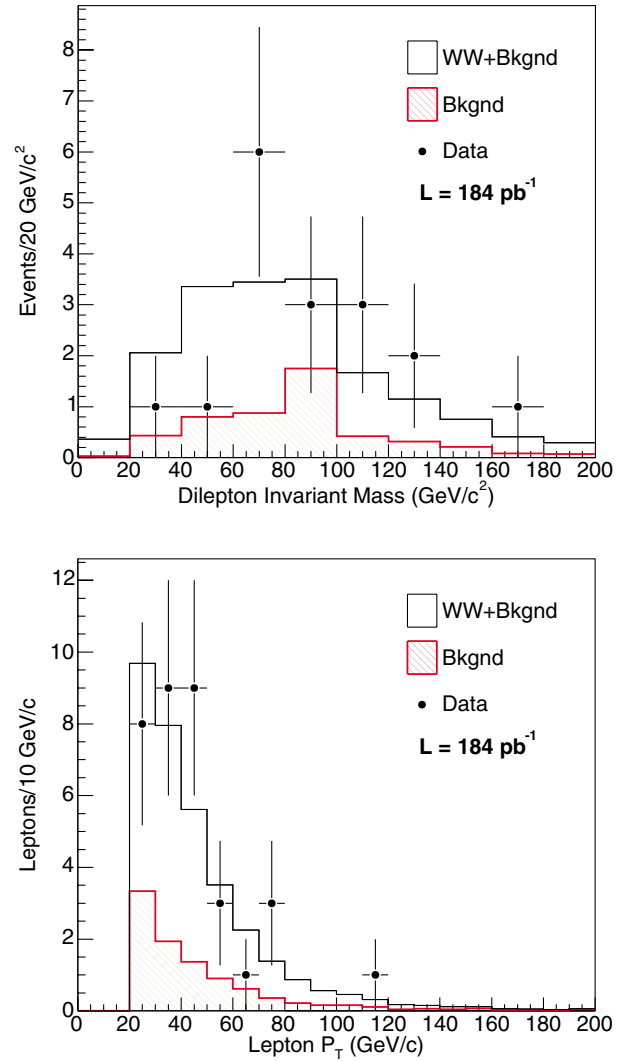 8
7
6
5
4
3
2
1
0
Events/20 GeV/c²
WW+Bkgnd
Bkgnd
Data
L = 184 pb⁻¹
0 20 40 60 80 100 120 140 160 180 200
Dilepton Invariant Mass (GeV/c²)
12
10
8
6
4
2
0
Leptons/10 GeV/c
WW+Bkgnd
Bkgnd
Data
L = 184 pb⁻¹
0 20 40 60 80 100 120 140 160 180 200
Lepton P_T (GeV/c)